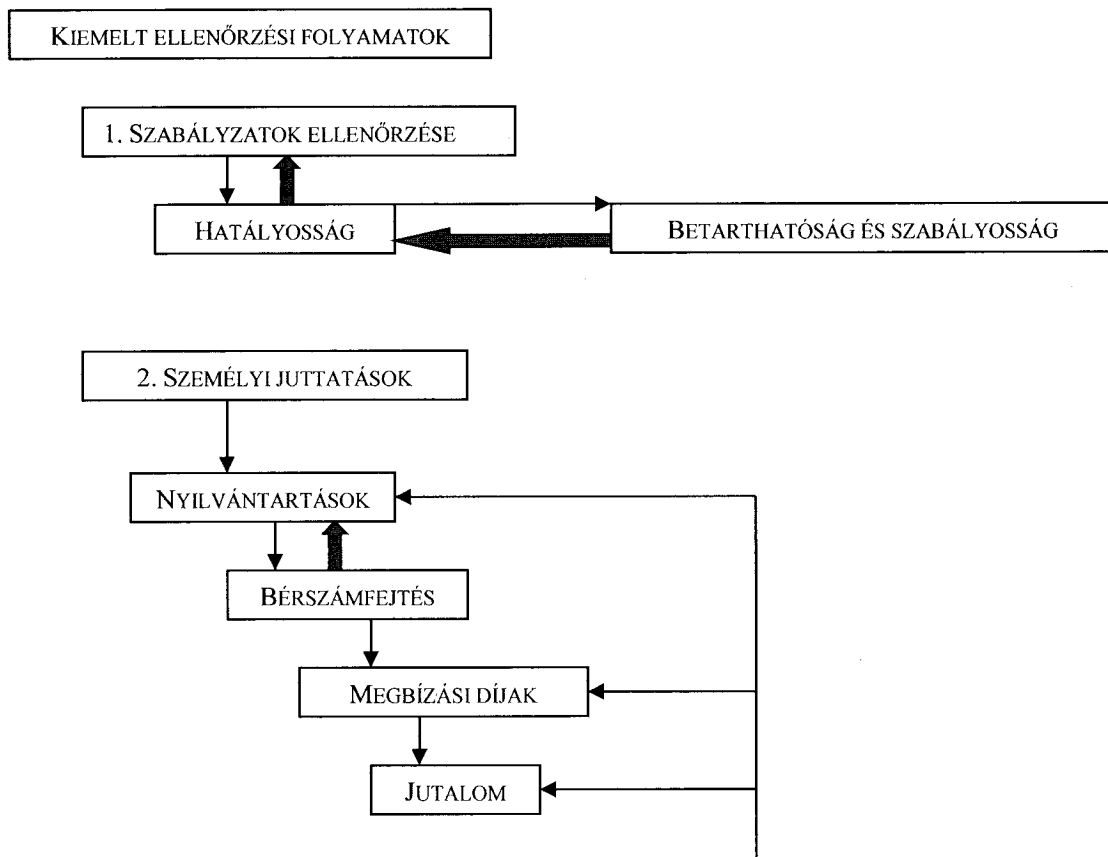 KIEMELT ELLENŐRZÉSI FOLYAMATOK
1. SZABÁLYZATOK ELLENŐRZÉSE
HATÁLYOSSÁG
BETARTHATÓSÁG ÉS SZABÁLYOSSÁG
2. SZEMÉLYI JUTTATÁSOK
NYILVÁNTARTÁSOK
BÉRSZÁMFEJTÉS
MEGBÍZÁSI DÍJAK
JUTALOM